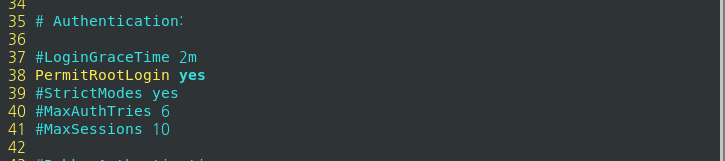 34
35 # Authentication:
36
37 #LoginGraceTime 2m
38 PermitRootLogin yes
39 #StrictModes yes
40 #MaxAuthTries 6
41 #MaxSessions 10
42